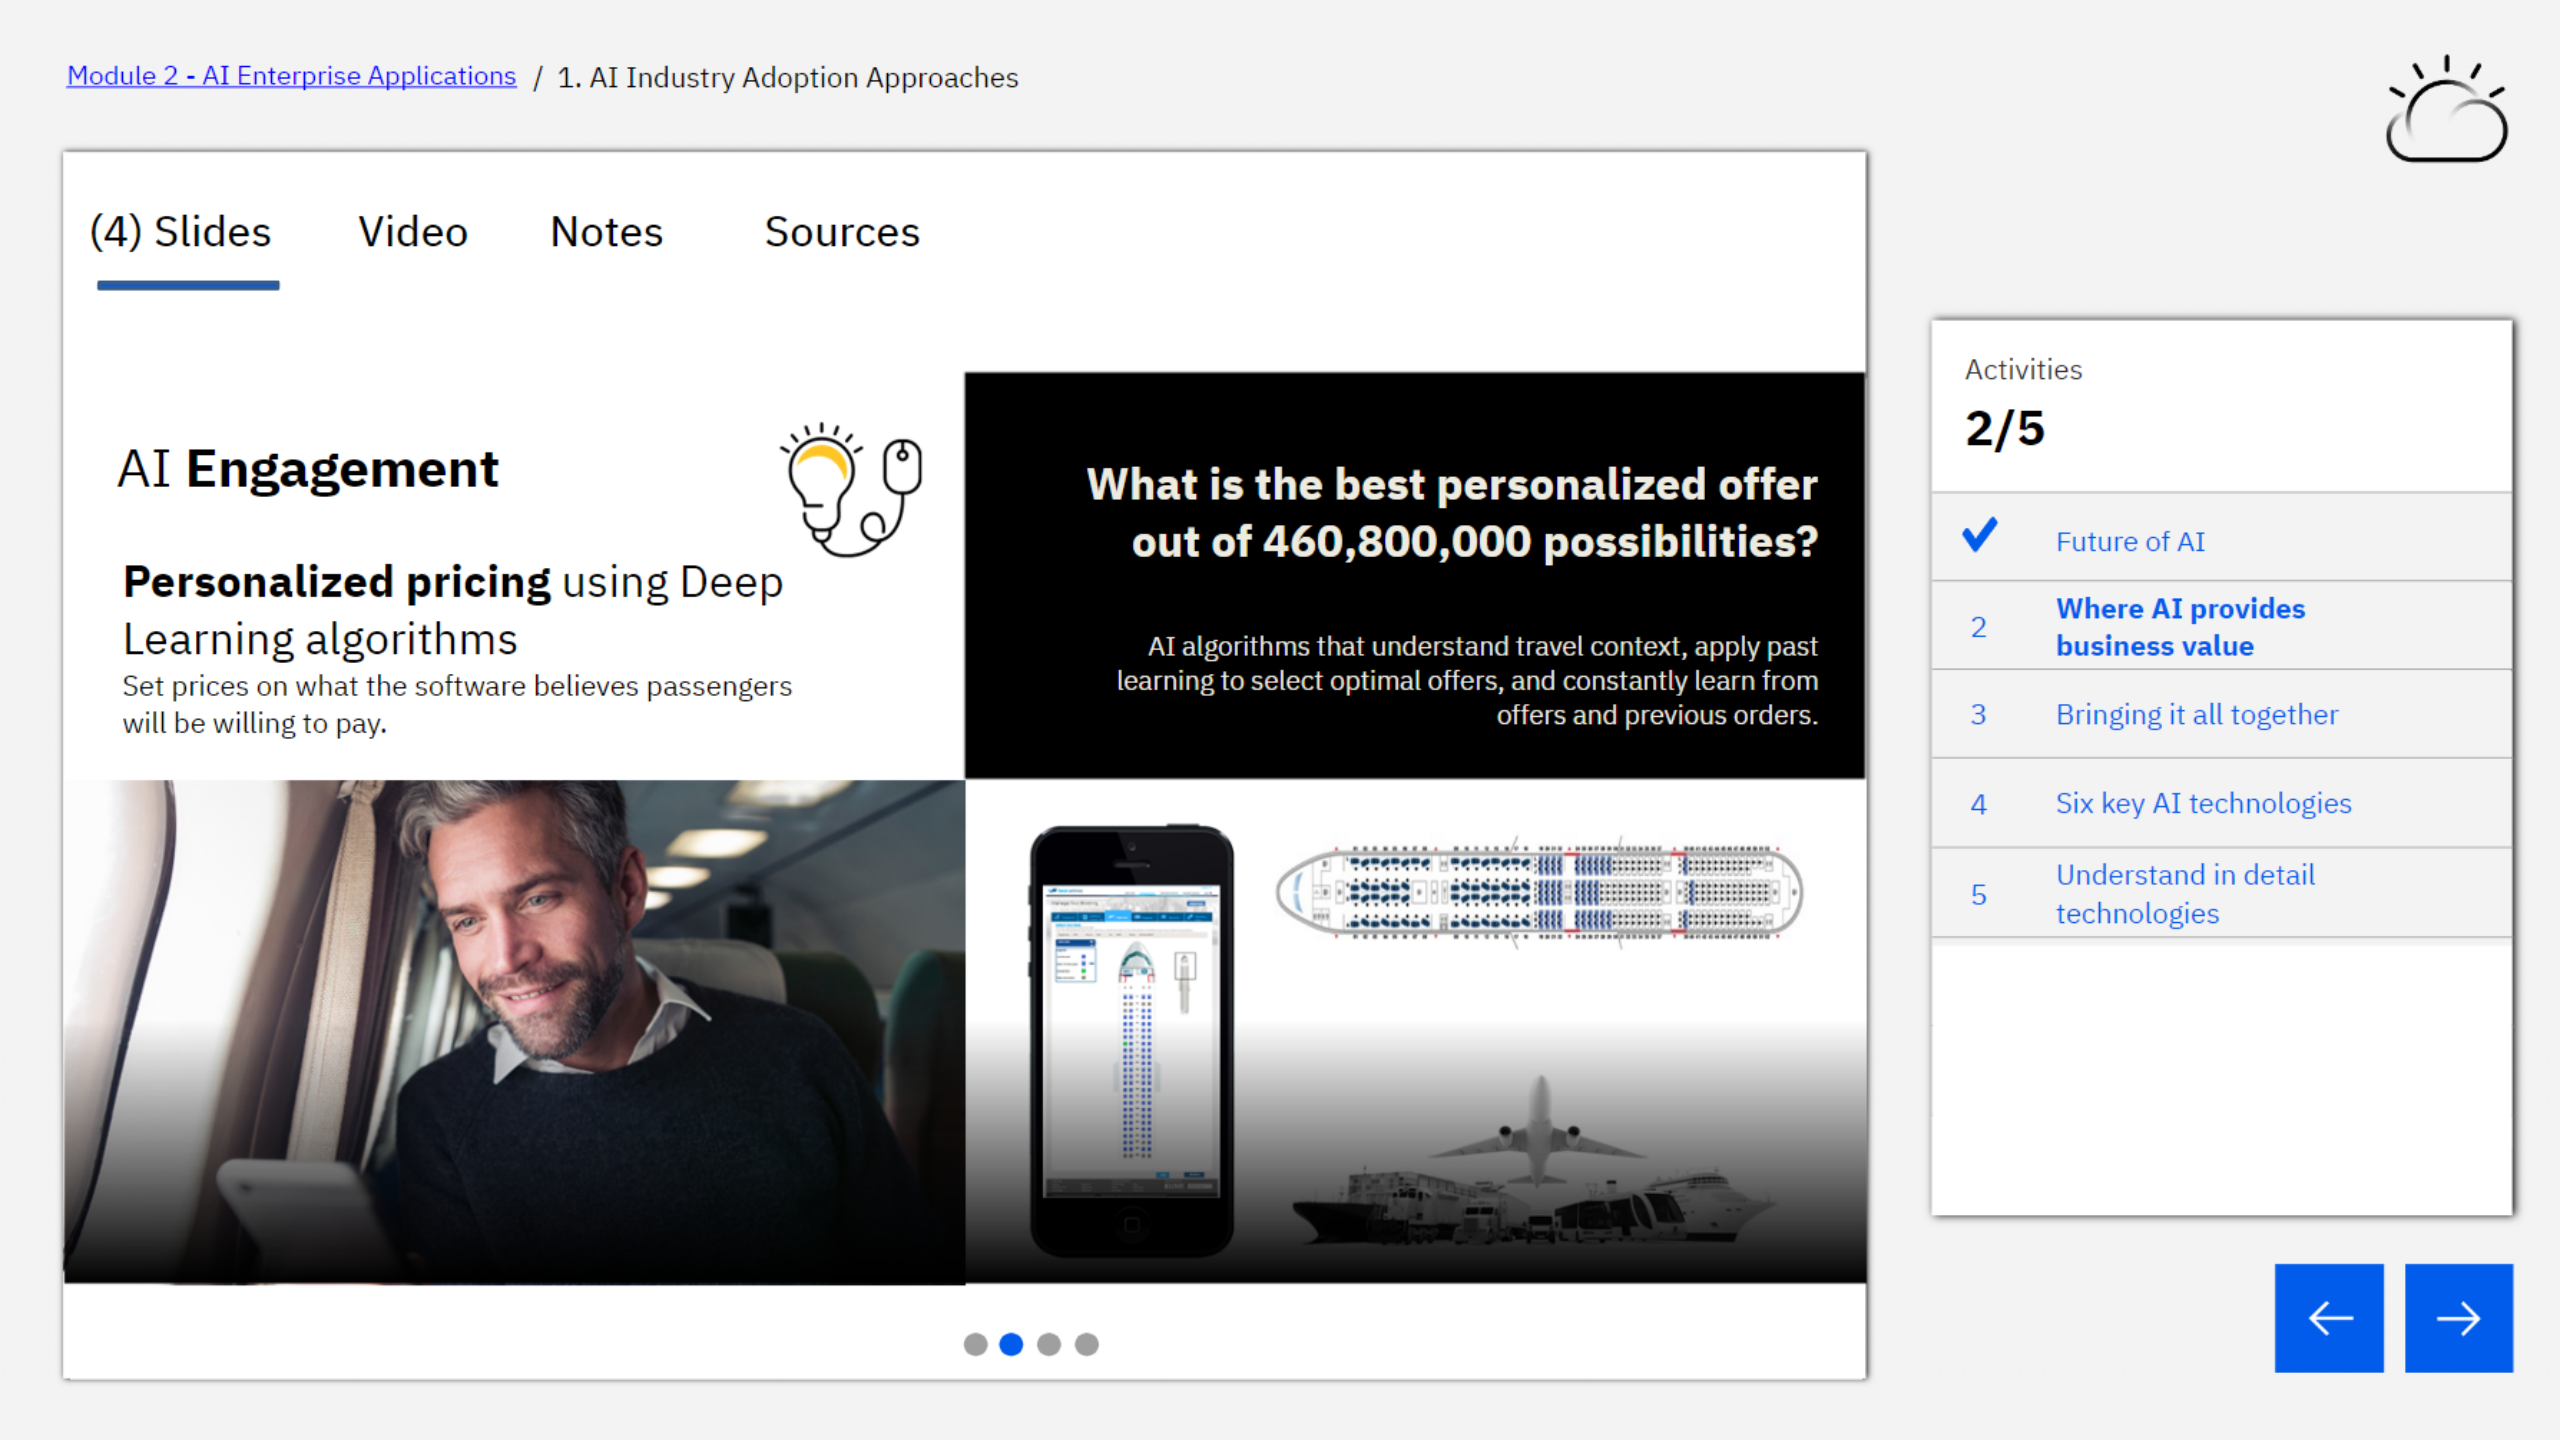 Module 2 - AI Enterprise Applications / 1. AI Industry Adoption Approaches
(4) Slides Video Notes Sources
AI Engagement
Personalized pricing using Deep
Learning algorithms
Set prices on what the software believes passengers
will be willing to pay.
What is the best personalized offer
out of 460,800,000 possibilities?
AI algorithms that understand travel context, apply past
learning to select optimal offers, and constantly learn from
offers and previous orders.
Activities
2/5
Future of AI
2 Where AI provides
business value
3 Bringing it all together
4 Six key AI technologies
5 Understand in detail
technologies